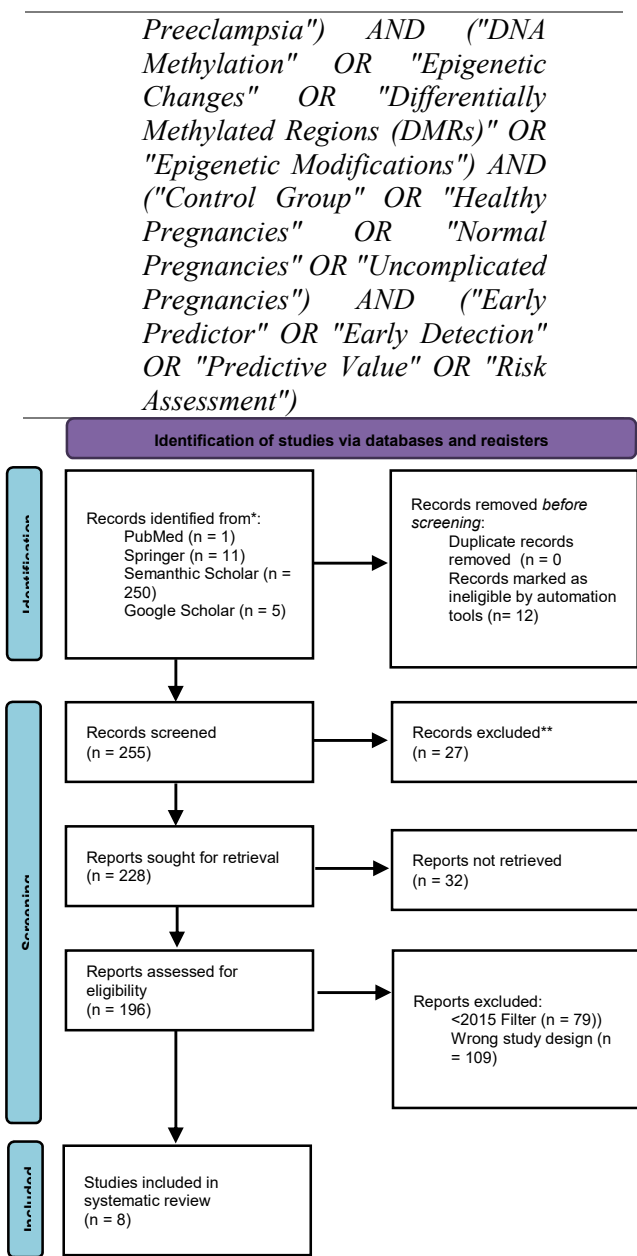 Preeclampsia") AND ("DNA
Methylation" OR "Epigenetic
Changes" OR "Differentially
Methylated Regions (DMRs)" OR
"Epigenetic Modifications") AND
("Control Group" OR "Healthy
Pregnancies" OR "Normal
Pregnancies" OR "Uncomplicated
Pregnancies") AND ("Early
Predictor" OR "Early Detection"
OR "Predictive Value" OR "Risk
Assessment")
Identification of studies via databases and registers
Identification
Records identified from*:
PubMed (n = 1)
Springer (n = 11)
Semanthic Scholar (n =
250)
Google Scholar (n = 5)
Records removed before
screening:
Duplicate records
removed (n = 0
Records marked as
ineligible by automation
tools (n= 12)
Screening
Records screened
(n = 255)
Records excluded**
(n = 27)
Reports sought for retrieval
(n = 228)
Reports not retrieved
(n = 32)
Reports assessed for
eligibility
(n = 196)
Reports excluded:
<2015 Filter (n = 79))
Wrong study design (n
= 109)
Included
Studies included in
systematic review
(n = 8)